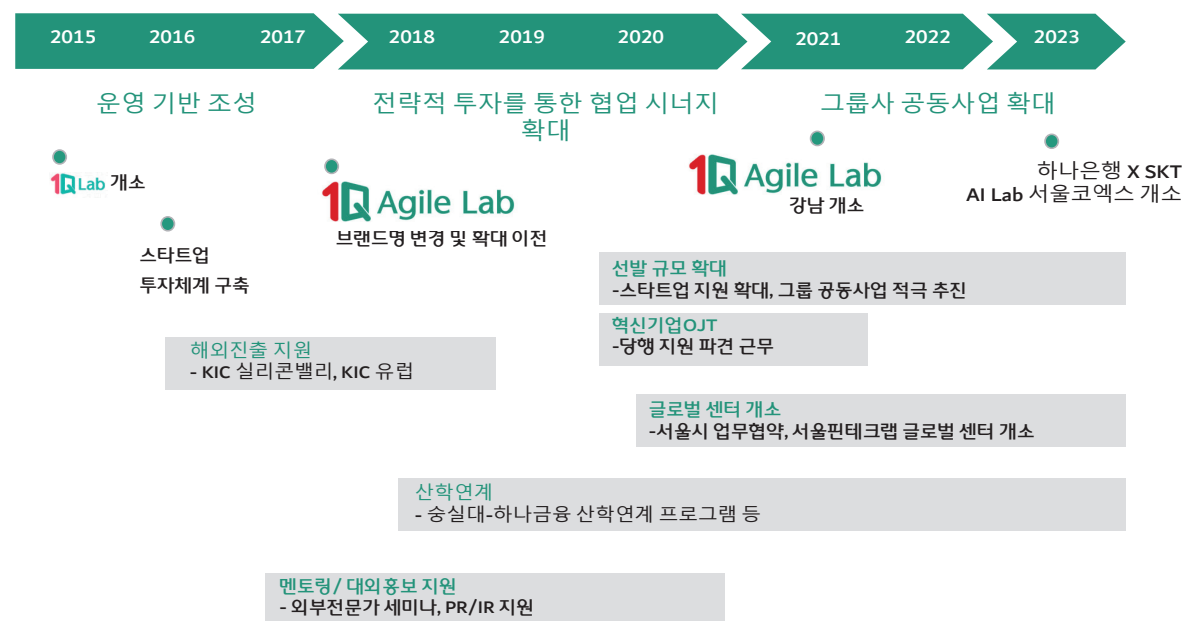 2015 2016 2017 2018 2019 2020 2021 2022 2023
운영 기반 조성
전략적 투자를 통한 협업 시너지
확대
그룹사 공동사업 확대
1Q Lab 개소
스타트업
투자체계 구축
1Q Agile Lab
브랜드명 변경 및 확대 이전
1Q Agile Lab
강남 개소
하나은행 X SKT
AI Lab 서울코엑스 개소
선발 규모 확대
-스타트업 지원 확대, 그룹 공동사업 적극 추진
혁신기업OJT
-당행 지원 파견 근무
해외진출 지원
- KIC 실리콘밸리, KIC 유럽
글로벌 센터 개소
-서울시 업무협약, 서울핀테크랩 글로벌 센터 개소
산학연계
- 숭실대-하나금융 산학연계 프로그램 등
멘토링/ 대외홍보 지원
- 외부전문가 세미나, PR/IR 지원